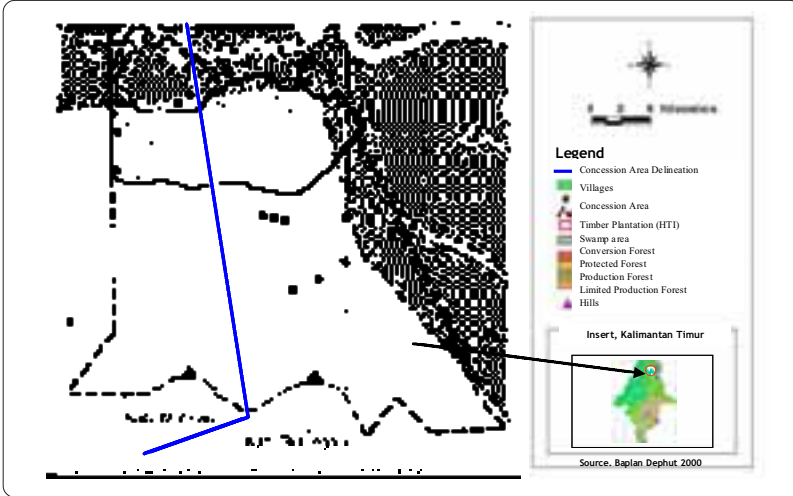 Legend
Concession Area Delineation
Villages
Concession Area
Timber Plantation (HTI)
Swamp area
Conversion Forest
Protected Forest
Production Forest
Limited Production Forest
Hills
Insert, Kalimantan Timur
Source. Baplan Dephut 2000